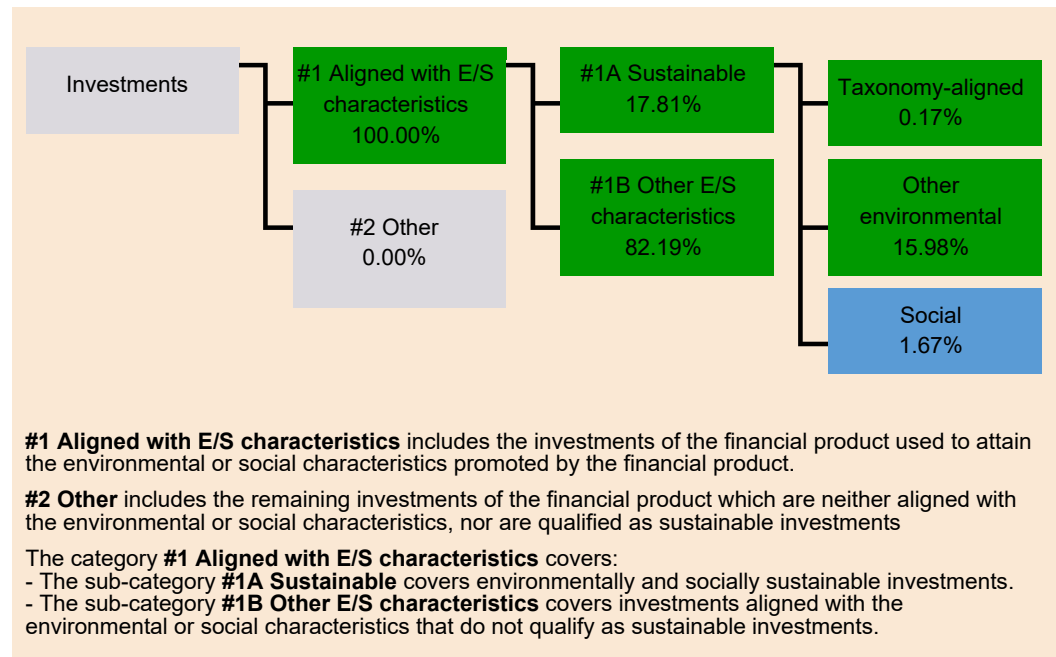 Investments
#1 Aligned with E/S
characteristics
100.00%
#2 Other
0.00%
#1A Sustainable
17.81%
#1B Other E/S
characteristics
82.19%
Taxonomy-aligned
0.17%
Other
environmental
15.98%
Social
1.67%
#1 Aligned with E/S characteristics includes the investments of the financial product used to attain
the environmental or social characteristics promoted by the financial product.
#2 Other includes the remaining investments of the financial product which are neither aligned with
the environmental or social characteristics, nor are qualified as sustainable investments
The category #1 Aligned with E/S characteristics covers:
- The sub-category #1A Sustainable covers environmentally and socially sustainable investments.
- The sub-category #1B Other E/S characteristics covers investments aligned with the
environmental or social characteristics that do not qualify as sustainable investments.